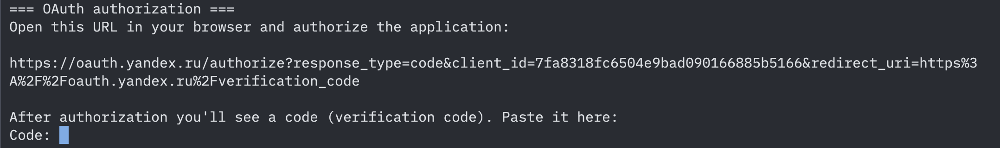 === OAuth authorization ===
Open this URL in your browser and authorize the application:
https://oauth.yandex.ru/authorize?response_type=code&client_id=7fa8318fc6504e9bad090166885b5166&redirect_uri=https%3
A%2F%2Foauth.yandex.ru%2Fverification_code
After authorization you'll see a code (verification code). Paste it here:
Code: